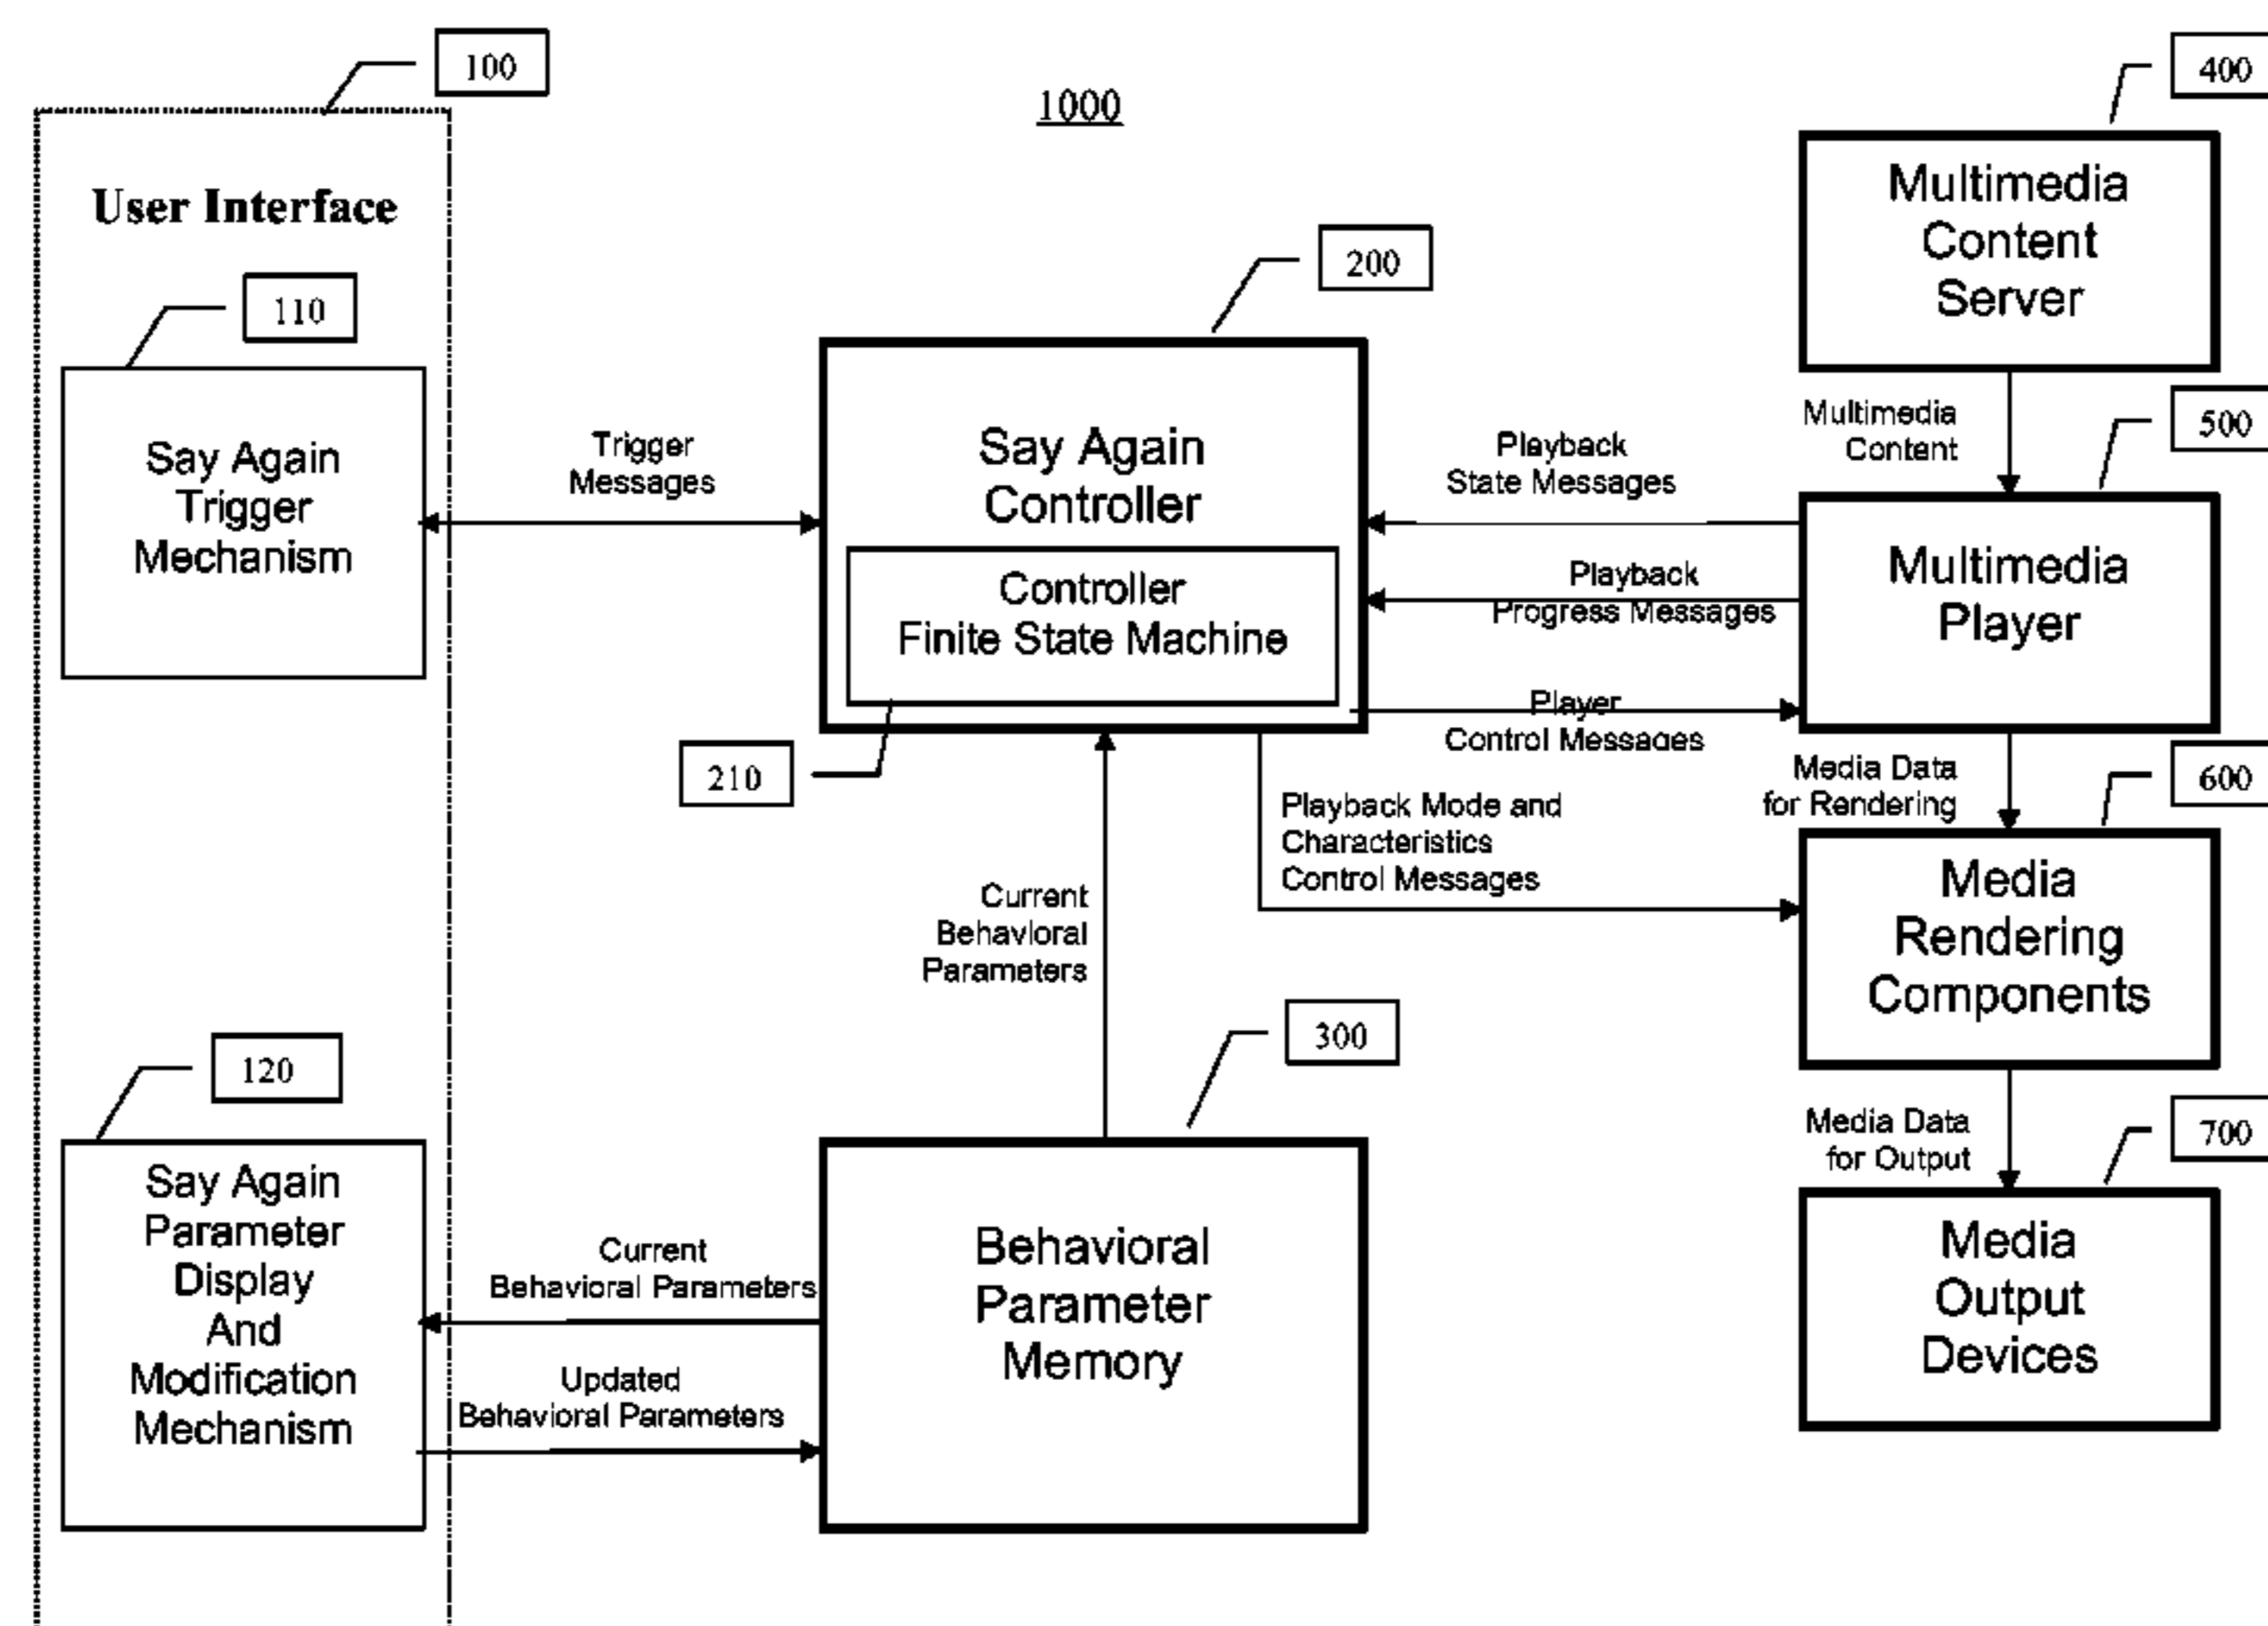 100
1000
400
User Interface
110
Say Again
Trigger
Mechanism
Trigger
Messages
200
Say Again
Controller
Controller
Finite State Machine
210
Playback
State Messages
Playback
Progress Messages
Player
Control Messages
Playback Mode and
Characteristics
Control Messages
Multimedia
Content
Server
Multimedia
Content
500
Multimedia
Player
Media Data
for Rendering
600
Media
Rendering
Components
Media Data
for Output
700
Media
Output
Devices
Current
Behavioral
Parameters
300
Behavioral
Parameter
Memory
120
Say Again
Parameter
Display
And
Modification
Mechanism
Current
Behavioral Parameters
Updated
Behavioral Parameters